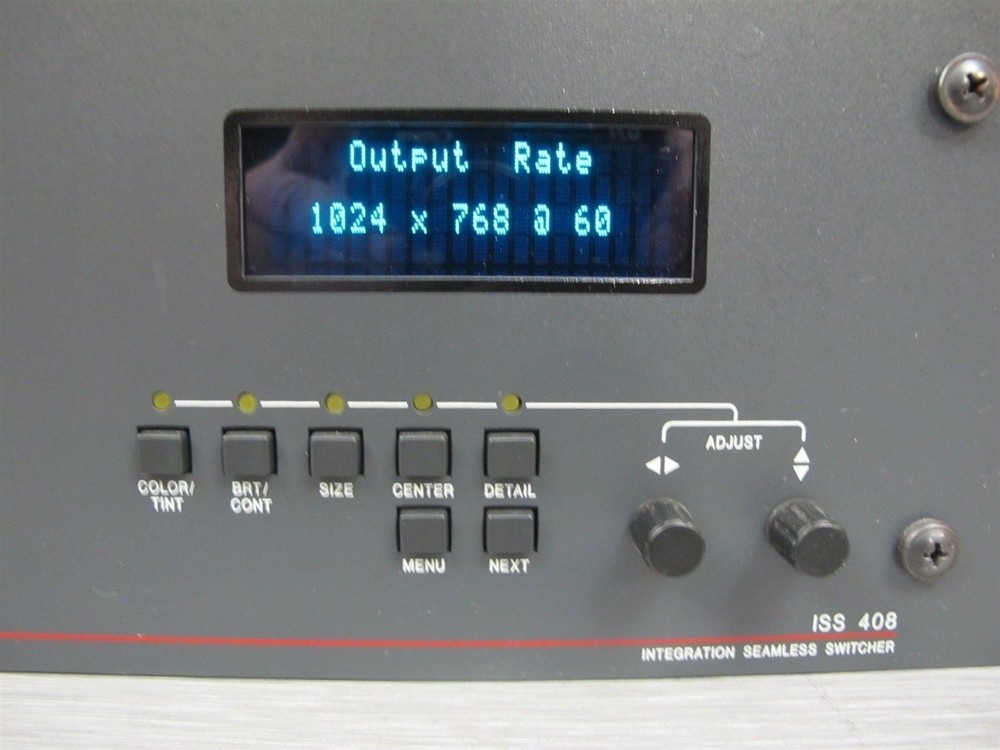 Output Rate
1024 x 768 @ 60
ADJUST
COLOR/
TINT
BRT/
CONT
SIZE
CENTER
DETAIL
MENU
NEXT
ISS 408
INTEGRATION SEAMLESS SWITCHER